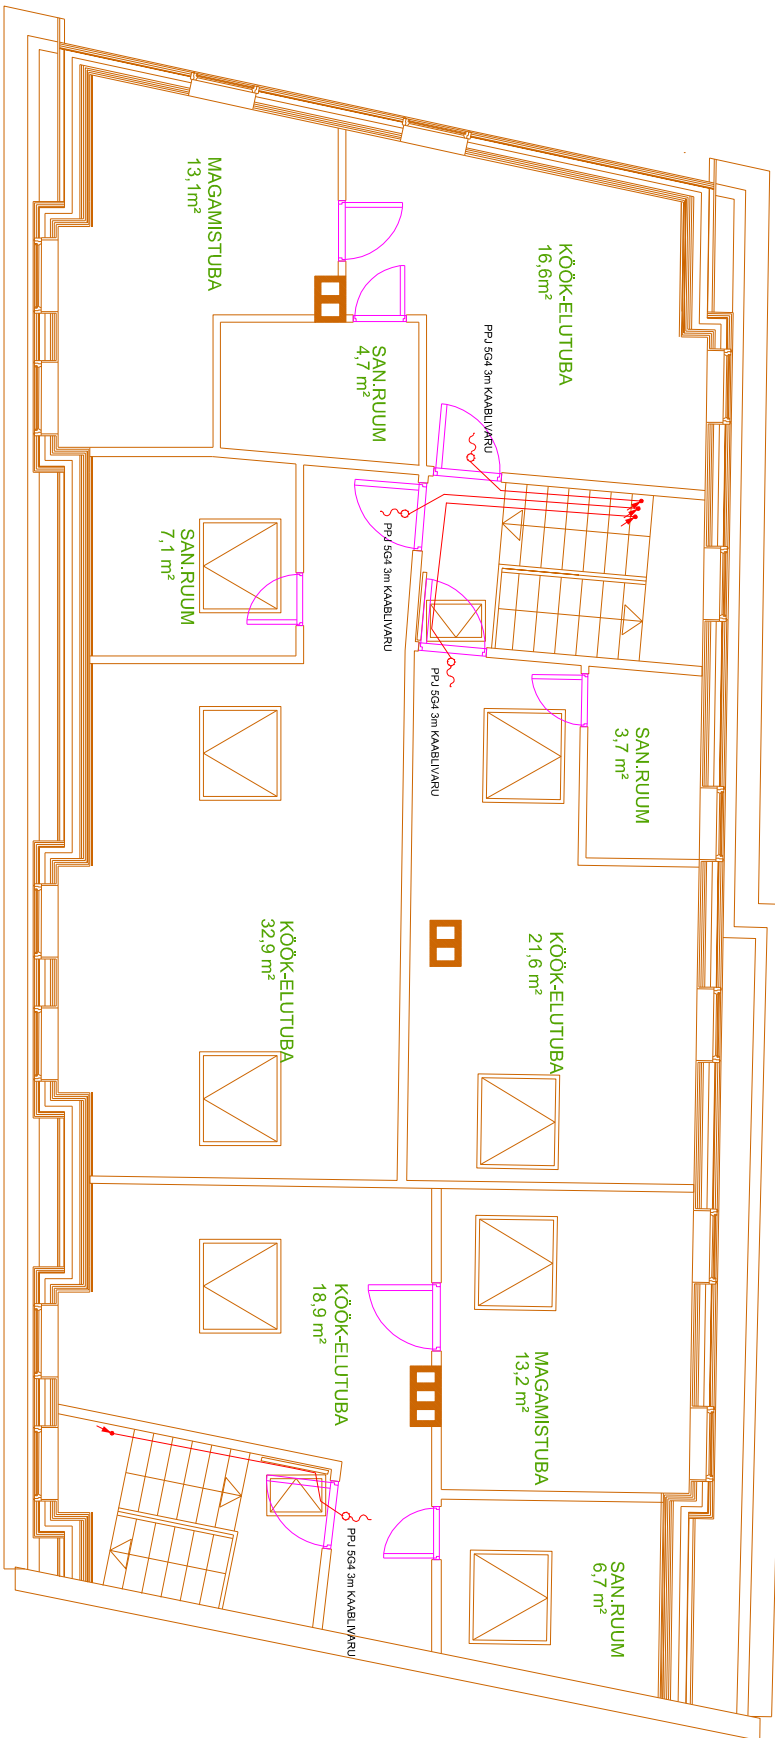 MAGAMISTUBA
13,1m²
KÖÖK-ELUTUBA
16,6m²
SAN.RUUM
4,7 m²
PPJ 5G4 3m KAABLIVARU
SAN.RUUM
7,1 m²
PPJ 5G4 3m KAABLIVARU
PPJ 5G4 3m KAABLIVARU
SAN.RUUM
3,7 m²
KÖÖK-ELUTUBA
32,9 m²
KÖÖK-ELUTUBA
21,6 m²
KÖÖK-ELUTUBA
18,9 m²
MAGAMISTUBA
13,2 m²
PPJ 5G4 3m KAABLIVARU
SAN.RUUM
6,7 m²